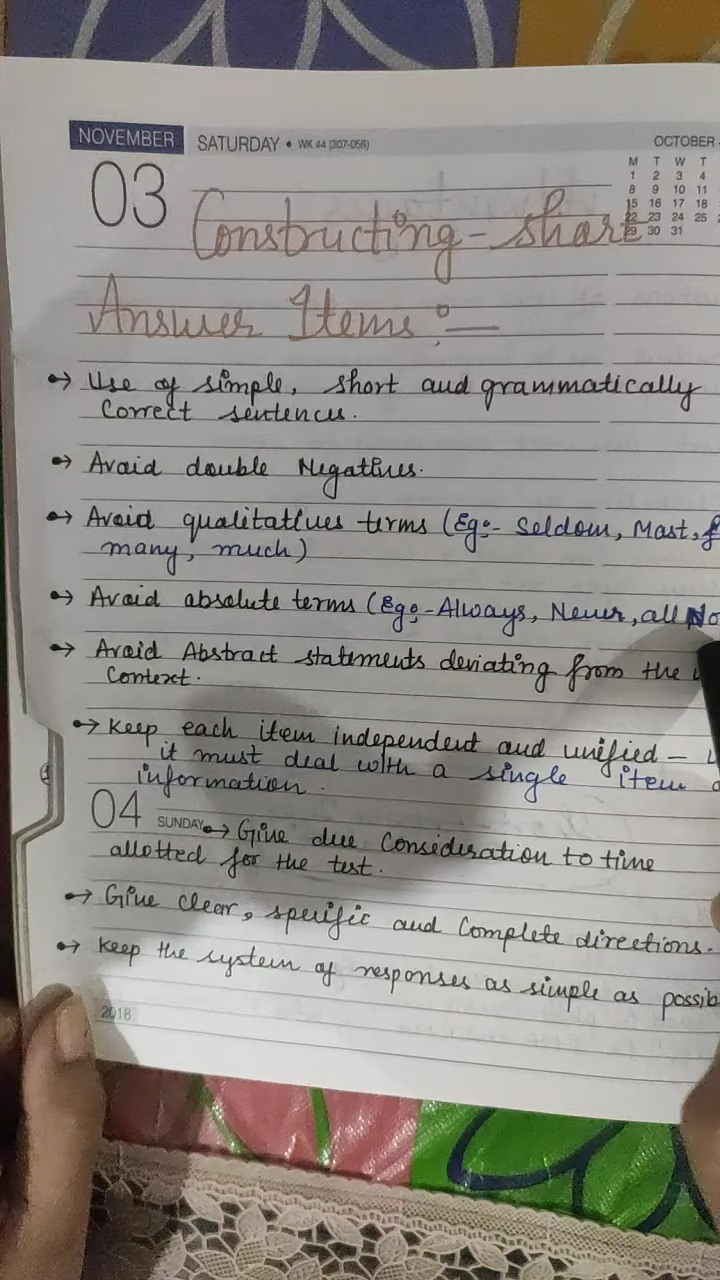 NOVEMBER SATURDAY • WK 44 (307-058) OCTOBER
M T W T
1 2 3 4
8 9 10 11
15 16 17 18
22 23 24 25
29 30 31
03
Constructing - Short
Answer Items :-
→ Use of simple, short and grammatically
Correct sentences.
→ Avoid double Negatives.
→ Avoid qualitatives terms (Eg:- Seldom, Most,
many, much)
→ Avoid absolute terms (Eg:- Always, Never, all
→ Avoid Abstract statements deviating from the
Context.
→ Keep each item independent and unified –
it must deal with a single item
information.
04 SUNDAY → Give due Consideration to time
allotted for the test.
→ Give clear, specific and Complete directions.
→ Keep the system of responses as simple as
2018